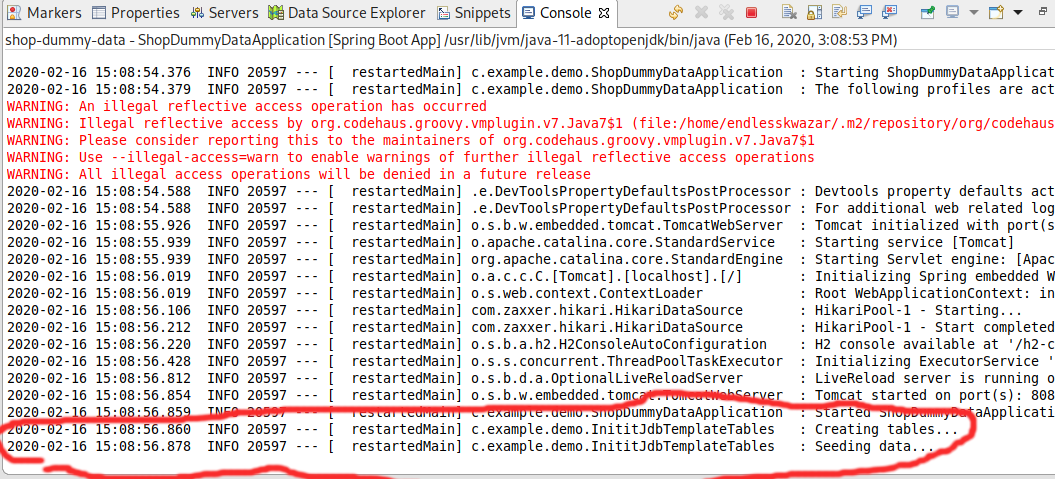 Markers Properties Servers Data Source Explorer Snippets Console
shop-dummy-data - ShopDummyDataApplication [Spring Boot App] /usr/lib/jvm/java-11-adoptopenjdk/bin/java (Feb 16, 2020, 3:08:53 PM)
2020-02-16 15:08:54.376  INFO 20597 --- [  restartedMain] c.example.demo.ShopDummyDataApplication  : Starting ShopDummyDataApplicat
2020-02-16 15:08:54.379  INFO 20597 --- [  restartedMain] c.example.demo.ShopDummyDataApplication  : The following profiles are act
WARNING: An illegal reflective access operation has occurred
WARNING: Illegal reflective access by org.codehaus.groovy.vmplugin.v7.Java7$1 (file:/home/endlesskwazar/.m2/repository/org/codehaus
WARNING: Please consider reporting this to the maintainers of org.codehaus.groovy.vmplugin.v7.Java7$1
WARNING: Use --illegal-access=warn to enable warnings of further illegal reflective access operations
WARNING: All illegal access operations will be denied in a future release
2020-02-16 15:08:54.588  INFO 20597 --- [  restartedMain] .e.DevToolsPropertyDefaultsPostProcessor : Devtools property defaults act
2020-02-16 15:08:54.588  INFO 20597 --- [  restartedMain] .e.DevToolsPropertyDefaultsPostProcessor : For additional web related log
2020-02-16 15:08:55.926  INFO 20597 --- [  restartedMain] o.s.b.w.embedded.tomcat.TomcatWebServer  : Tomcat initialized with port(s
2020-02-16 15:08:55.939  INFO 20597 --- [  restartedMain] o.apache.catalina.core.StandardService   : Starting service [Tomcat]
2020-02-16 15:08:55.939  INFO 20597 --- [  restartedMain] org.apache.catalina.core.StandardEngine  : Starting Servlet engine: [Apac
2020-02-16 15:08:56.019  INFO 20597 --- [  restartedMain] o.a.c.c.C.[Tomcat].[localhost].[/]       : Initializing Spring embedded W
2020-02-16 15:08:56.019  INFO 20597 --- [  restartedMain] o.s.web.context.ContextLoader            : Root WebApplicationContext: in
2020-02-16 15:08:56.106  INFO 20597 --- [  restartedMain] com.zaxxer.hikari.HikariDataSource       : HikariPool-1 - Starting...
2020-02-16 15:08:56.212  INFO 20597 --- [  restartedMain] com.zaxxer.hikari.HikariDataSource       : HikariPool-1 - Start completed
2020-02-16 15:08:56.220  INFO 20597 --- [  restartedMain] o.s.b.a.h2.H2ConsoleAutoConfiguration    : H2 console available at '/h2-c
2020-02-16 15:08:56.428  INFO 20597 --- [  restartedMain] o.s.s.concurrent.ThreadPoolTaskExecutor  : Initializing ExecutorService '
2020-02-16 15:08:56.812  INFO 20597 --- [  restartedMain] o.s.b.d.a.OptionalLiveReloadServer       : LiveReload server is running o
2020-02-16 15:08:56.854  INFO 20597 --- [  restartedMain] o.s.b.w.embedded.tomcat.TomcatWebServer  : Tomcat started on port(s): 808
2020-02-16 15:08:56.859  INFO 20597 --- [  restartedMain] c.example.demo.ShopDummyDataApplication  : Started ShopDummyDataApplicati
2020-02-16 15:08:56.860  INFO 20597 --- [  restartedMain] c.example.demo.InititJdbTemplateTables   : Creating tables...
2020-02-16 15:08:56.878  INFO 20597 --- [  restartedMain] c.example.demo.InititJdbTemplateTables   : Seeding data...